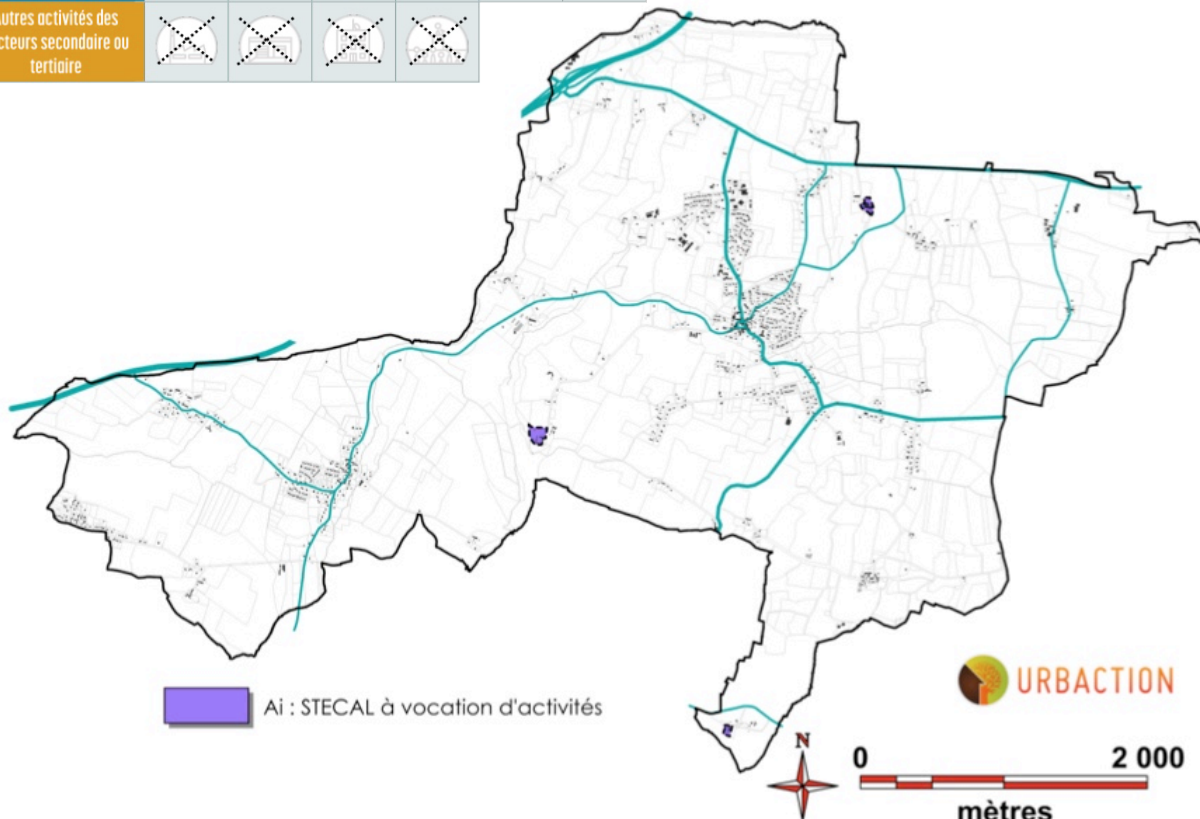 utres activités des
cteurs secondaire ou
tertiaire
Ai : STECAL à vocation d'activités
URBACTION
N
0 2 000
mètres